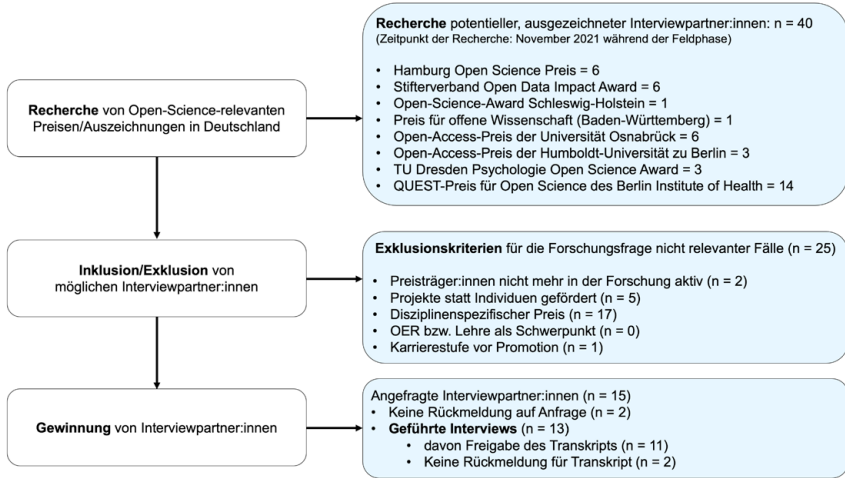 Recherche potentieller, ausgezeichneter Interviewpartner:innen: n = 40
(Zeitpunkt der Recherche: November 2021 während der Feldphase)
• Hamburg Open Science Preis = 6
• Stifterverband Open Data Impact Award = 6
• Open-Science-Award Schleswig-Holstein = 1
• Preis für offene Wissenschaft (Baden-Württemberg) = 1
• Open-Access-Preis der Universität Osnabrück = 6
• Open-Access-Preis der Humboldt-Universität zu Berlin = 3
• TU Dresden Psychologie Open Science Award = 3
• QUEST-Preis für Open Science des Berlin Institute of Health = 14
Recherche von Open-Science-relevanten
Preisen/Auszeichnungen in Deutschland
Exklusionskriterien für die Forschungsfrage nicht relevanter Fälle (n = 25)
• Preisträger:innen nicht mehr in der Forschung aktiv (n = 2)
• Projekte statt Individuen gefördert (n = 5)
• Disziplinenspezifischer Preis (n = 17)
• OER bzw. Lehre als Schwerpunkt (n = 0)
• Karrierestufe vor Promotion (n = 1)
Inklusion/Exklusion von
möglichen Interviewpartner:innen
Angefragte Interviewpartner:innen (n = 15)
• Keine Rückmeldung auf Anfrage (n = 2)
• Geführte Interviews (n = 13)
• davon Freigabe des Transkripts (n = 11)
• Keine Rückmeldung für Transkript (n = 2)
Gewinnung von Interviewpartner:innen